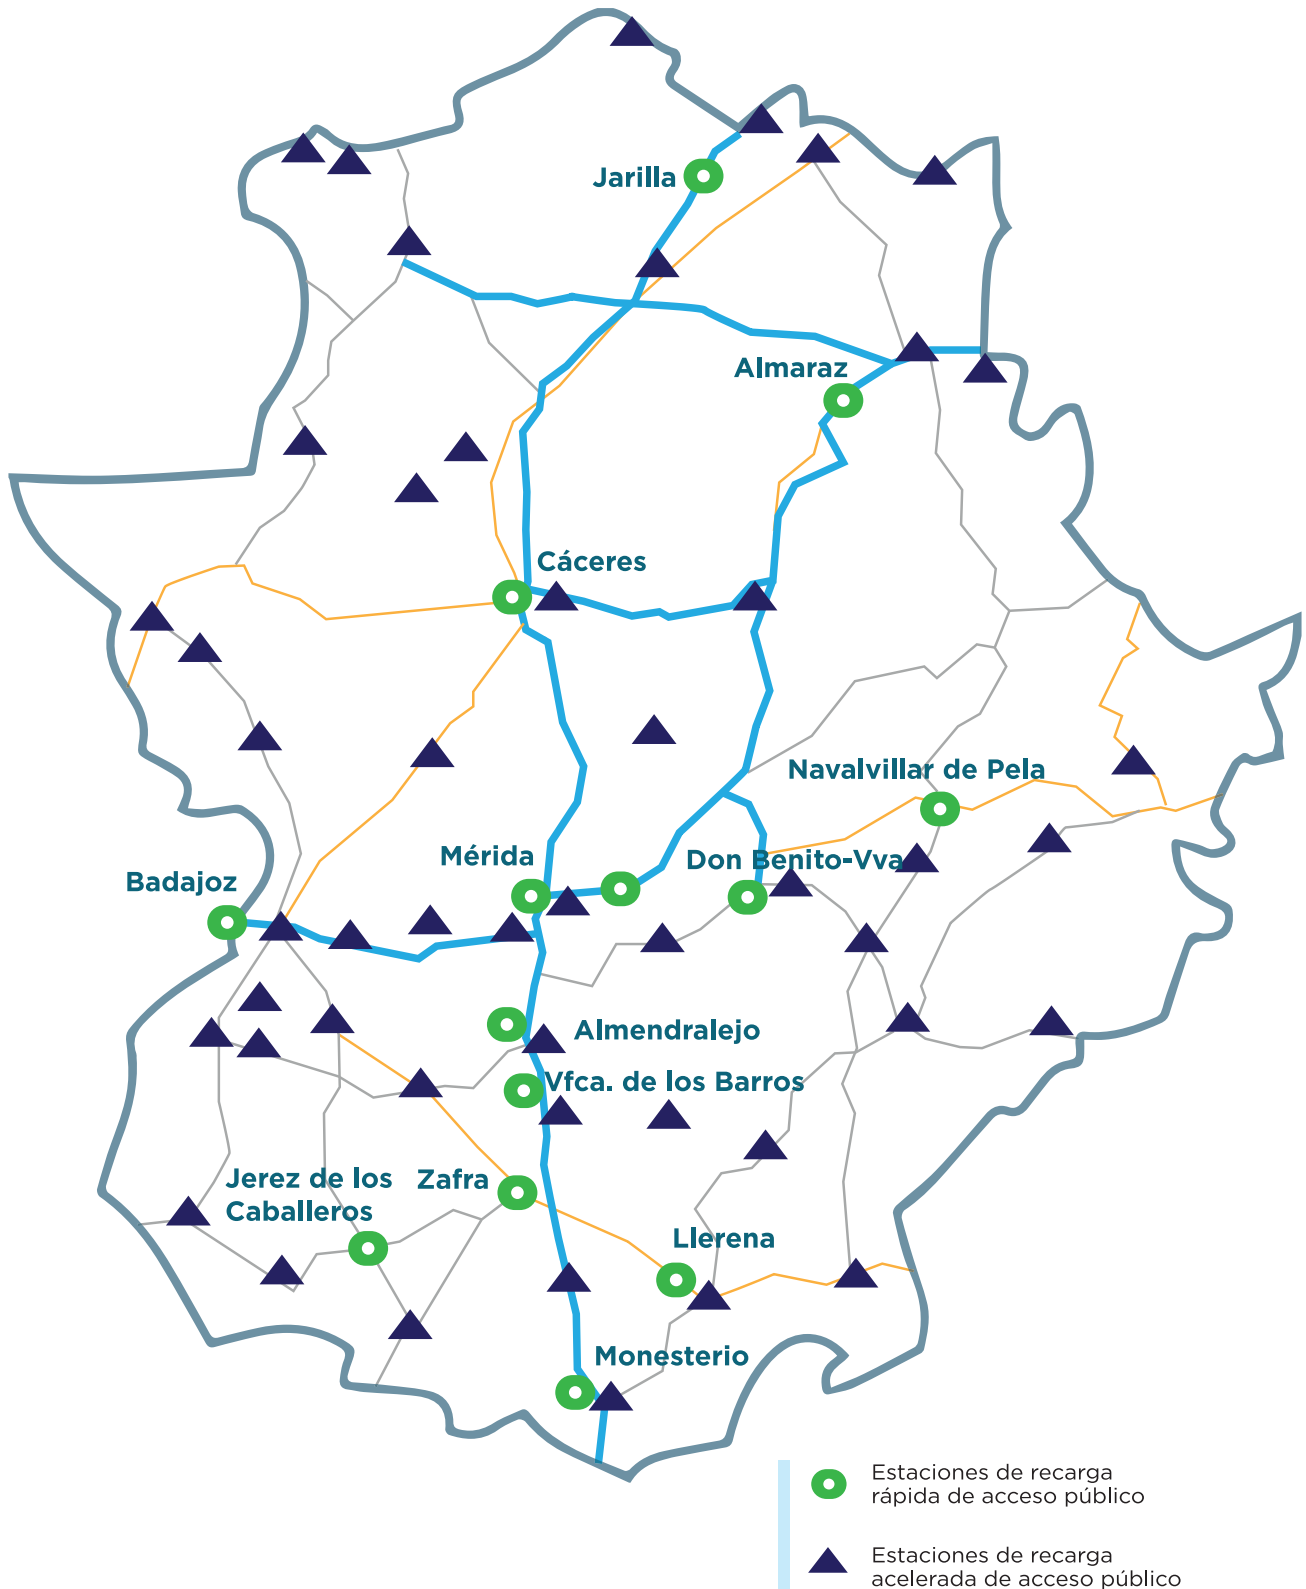 Jarilla
Almaraz
Cáceres
Navalvillar de Pela
Mérida
Don Benito-Vva
Badajoz
Almendralejo
Vfca. de los Barros
Jerez de los
Caballeros
Zafra
Llerena
Monesterio
Estaciones de recarga
rápida de acceso público
Estaciones de recarga
acelerada de acceso público